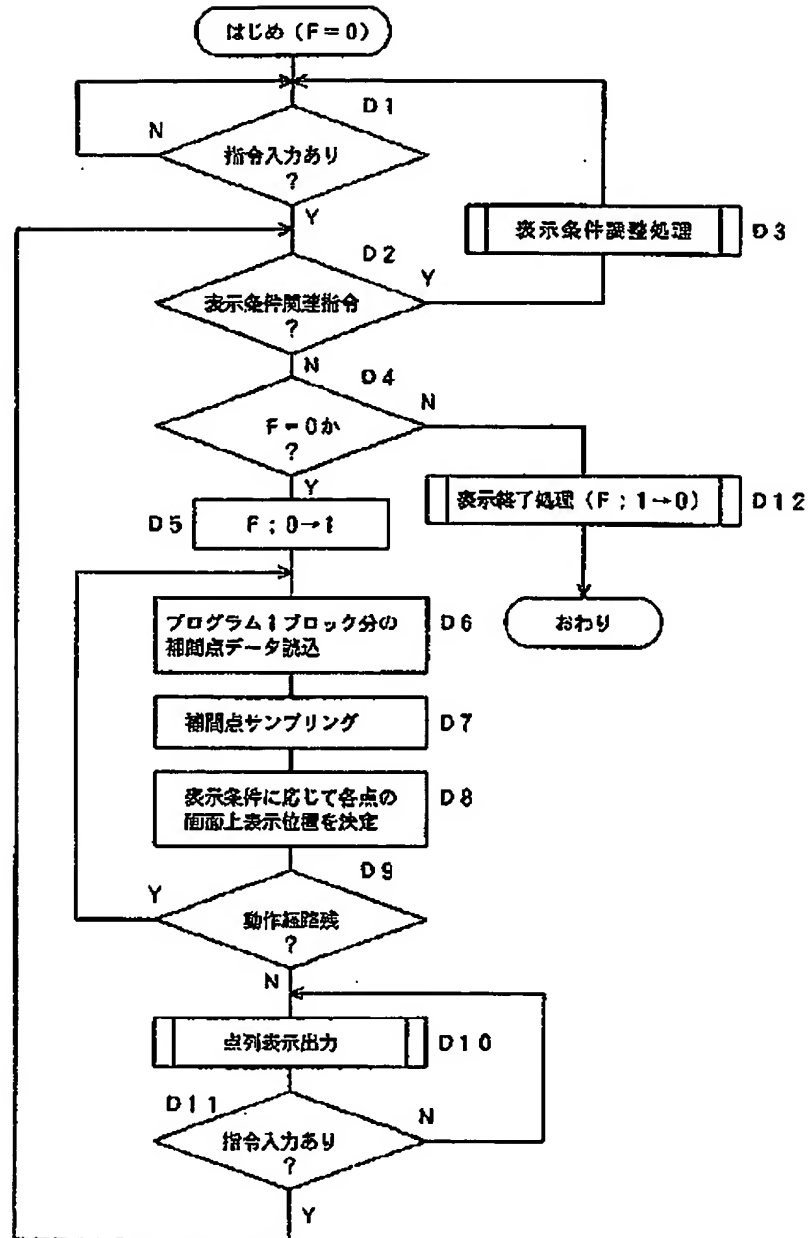 はじめ（F＝0）
D1
N
指令入力あり
?
Y
表示条件調整処理
D3
D2
Y
表示条件関連指令
?
N
D4
N
F＝0か
?
Y
D5
F；0→1
表示終了処理（F；1→0）
D12
おわり
プログラム1ブロック分の
補間点データ読込
D6
補間点サンプリング
D7
表示条件に応じて各点の
画面上表示位置を決定
D8
D9
Y
動作経路残
?
N
点列表示出力
D10
D11
N
指令入力あり
?
Y